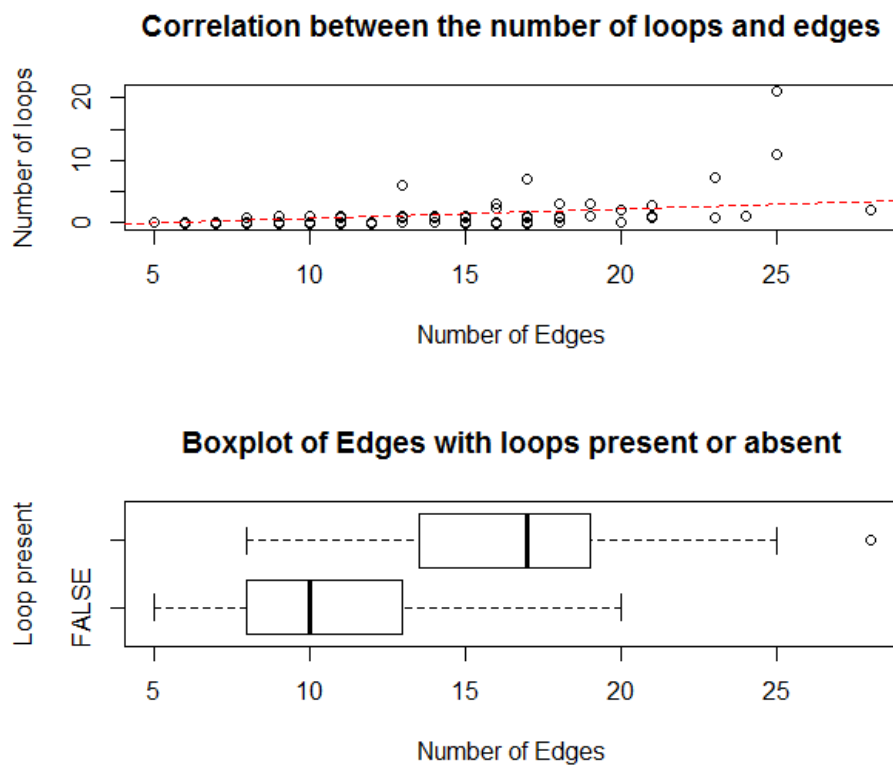 Correlation between the number of loops and edges
Number of loops
20
10
0
5 10 15 20 25
Number of Edges
Boxplot of Edges with loops present or absent
Loop present
FALSE
5 10 15 20 25
Number of Edges